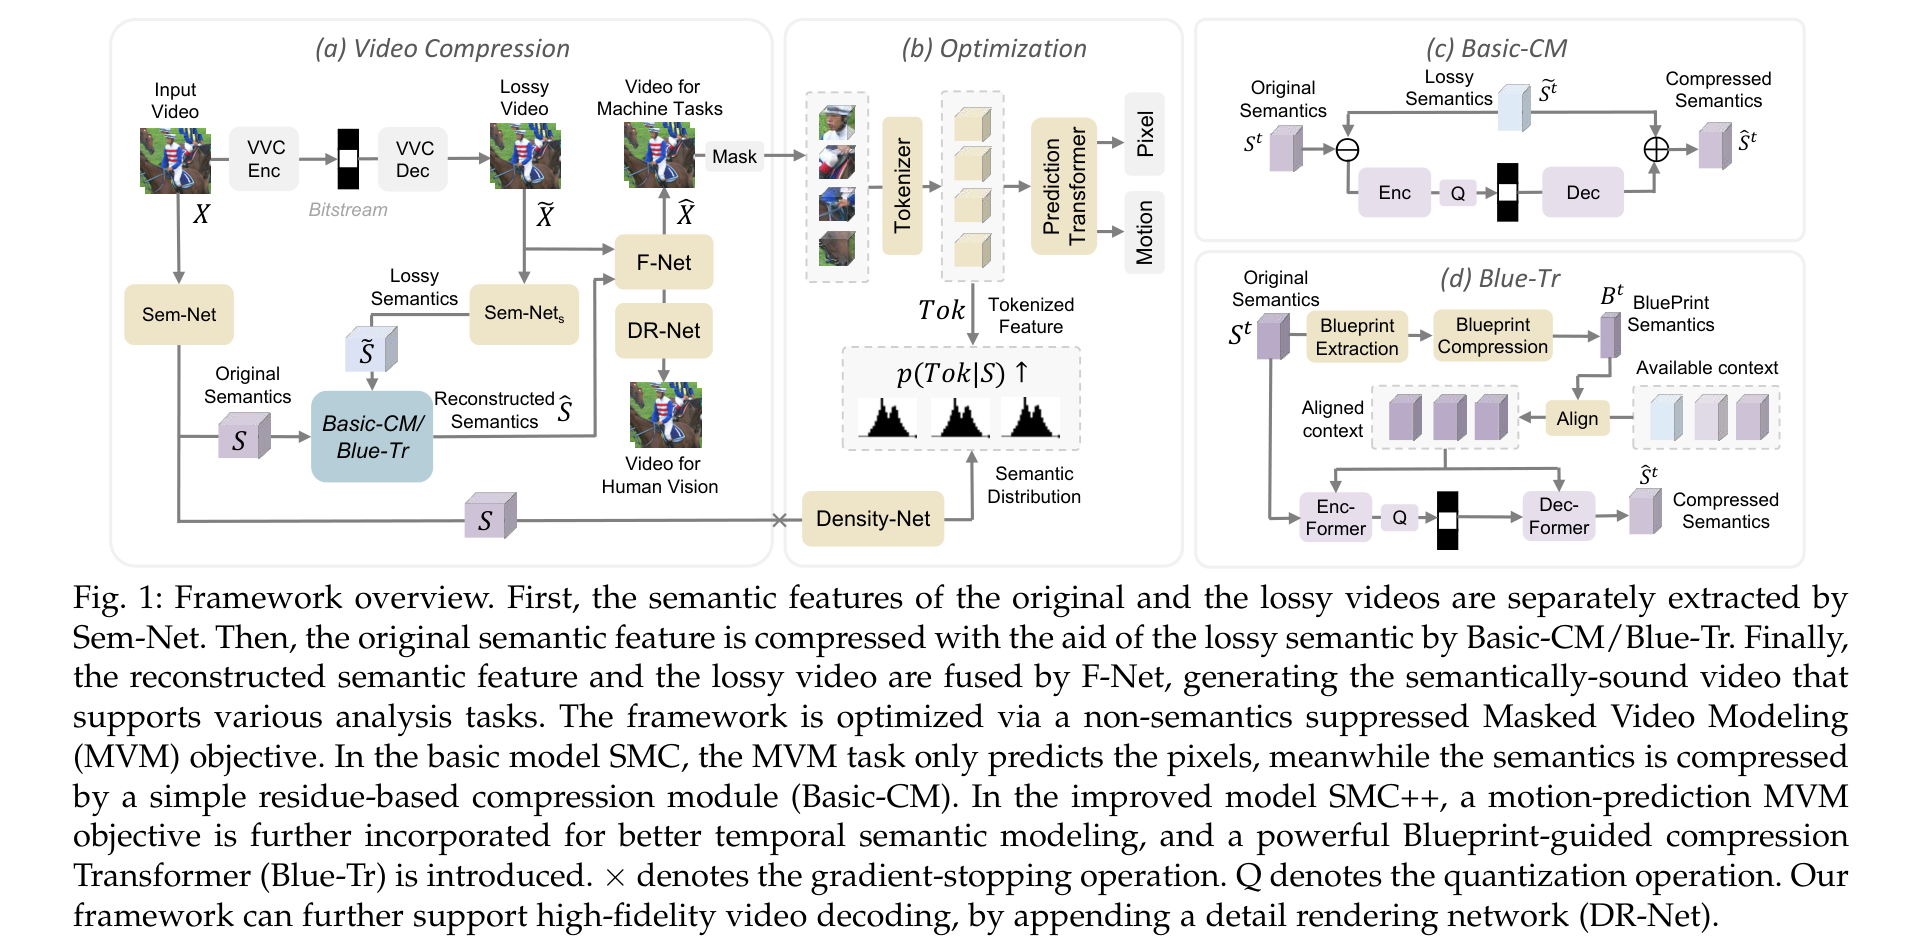 (a) Video Compression
Input
Video
VVC
Enc
Bitstream
VVC
Dec
Lossy
Video
Video for
Machine Tasks
Mask
X
X̃
X̂
Sem-Net
Lossy
Semantics
Sem-Netₛ
F-Net
DR-Net
S̃
Original
Semantics
S
Basic-CM/
Blue-Tr
Reconstructed
Semantics
Ŝ
Video for
Human Vision
S
(b) Optimization
Tokenizer
Prediction
Transformer
Pixel
Motion
Tok
Tokenized
Feature
p(Tok|S) ↑
Semantic
Distribution
Density-Net
(c) Basic-CM
Original
Semantics
Sᵗ
Lossy
Semantics
S̃ᵗ
Compressed
Semantics
Ŝᵗ
Enc
Q
Dec
(d) Blue-Tr
Original
Semantics
Sᵗ
Blueprint
Extraction
Blueprint
Compression
Bᵗ
BluePrint
Semantics
Available context
Aligned
context
Align
Enc-
Former
Q
Dec-
Former
Ŝᵗ
Compressed
Semantics
Fig. 1: Framework overview. First, the semantic features of the original and the lossy videos are separately extracted by
Sem-Net. Then, the original semantic feature is compressed with the aid of the lossy semantic by Basic-CM/Blue-Tr. Finally,
the reconstructed semantic feature and the lossy video are fused by F-Net, generating the semantically-sound video that
supports various analysis tasks. The framework is optimized via a non-semantics suppressed Masked Video Modeling
(MVM) objective. In the basic model SMC, the MVM task only predicts the pixels, meanwhile the semantics is compressed
by a simple residue-based compression module (Basic-CM). In the improved model SMC++, a motion-prediction MVM
objective is further incorporated for better temporal semantic modeling, and a powerful Blueprint-guided compression
Transformer (Blue-Tr) is introduced. × denotes the gradient-stopping operation. Q denotes the quantization operation. Our
framework can further support high-fidelity video decoding, by appending a detail rendering network (DR-Net).